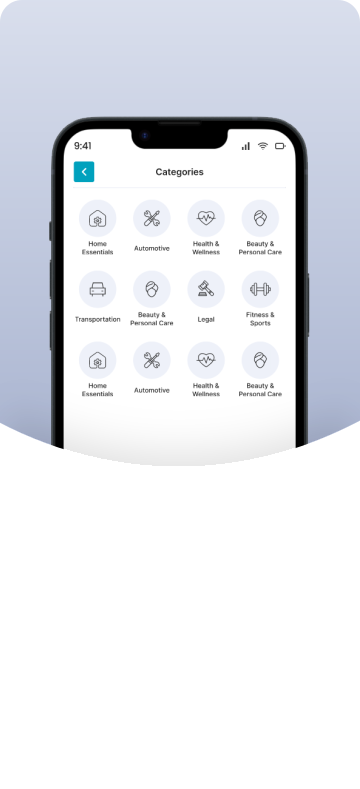 9:41
Categories
Home
Essentials
Automotive
Health &
Wellness
Beauty &
Personal Care
Transportation
Beauty &
Personal Care
Legal
Fitness &
Sports
Home
Essentials
Automotive
Health &
Wellness
Beauty &
Personal Care